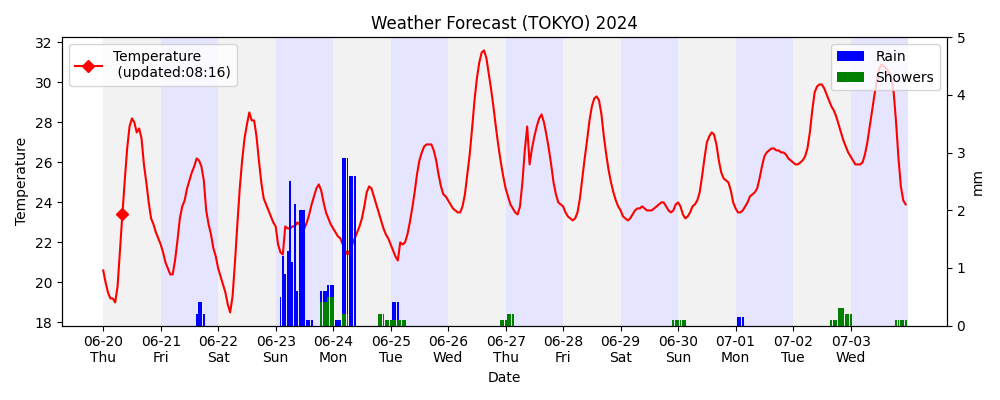 Weather Forecast (TOKYO) 2024
Temperature
(updated:08:16)
Rain
Showers
32
30
28
26
24
22
20
18
Temperature
5
4
3
2
1
0
mm
06-20 06-21 06-22 06-23 06-24 06-25 06-26 06-27 06-28 06-29 06-30 07-01 07-02 07-03
Thu Fri Sat Sun Mon Tue Wed Thu Fri Sat Sun Mon Tue Wed
Date